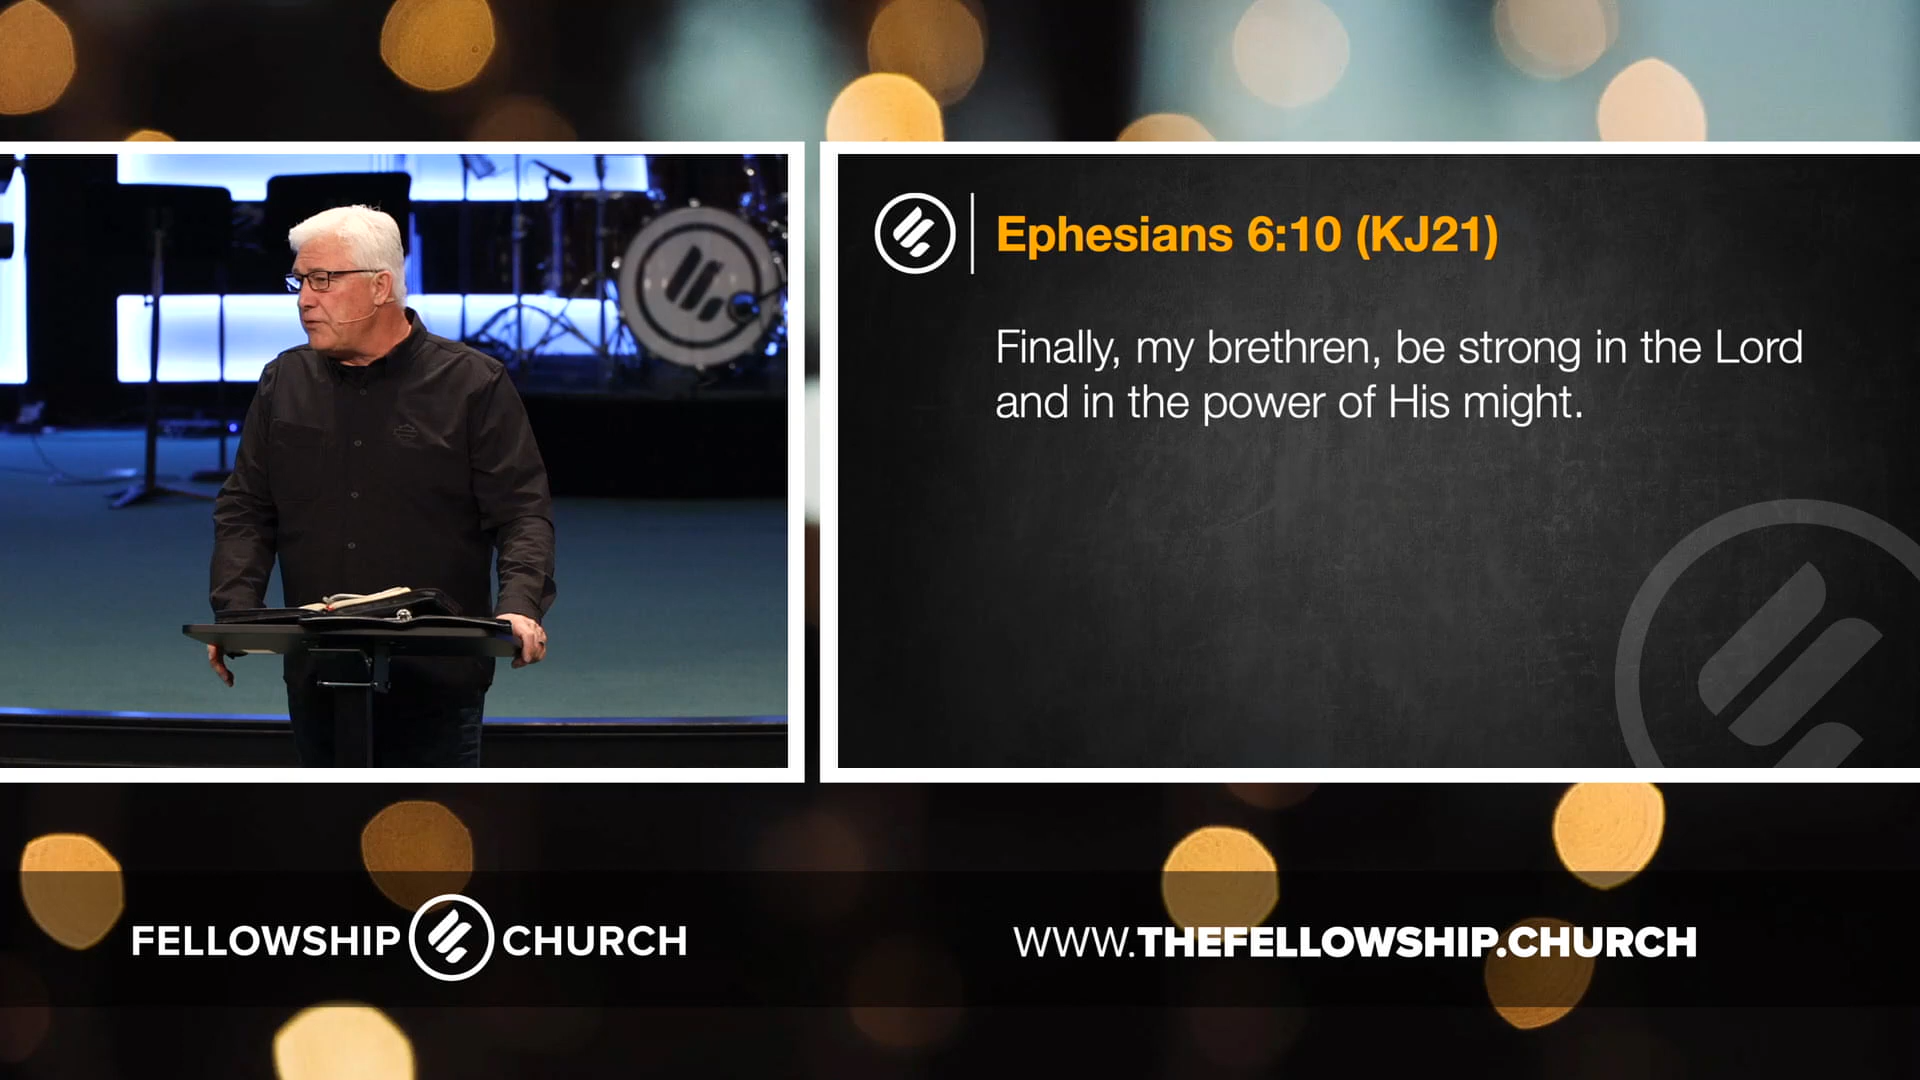 Ephesians 6:10 (KJ21)
Finally, my brethren, be strong in the Lord
and in the power of His might.
FELLOWSHIP CHURCH
WWW.THEFELLOWSHIP.CHURCH